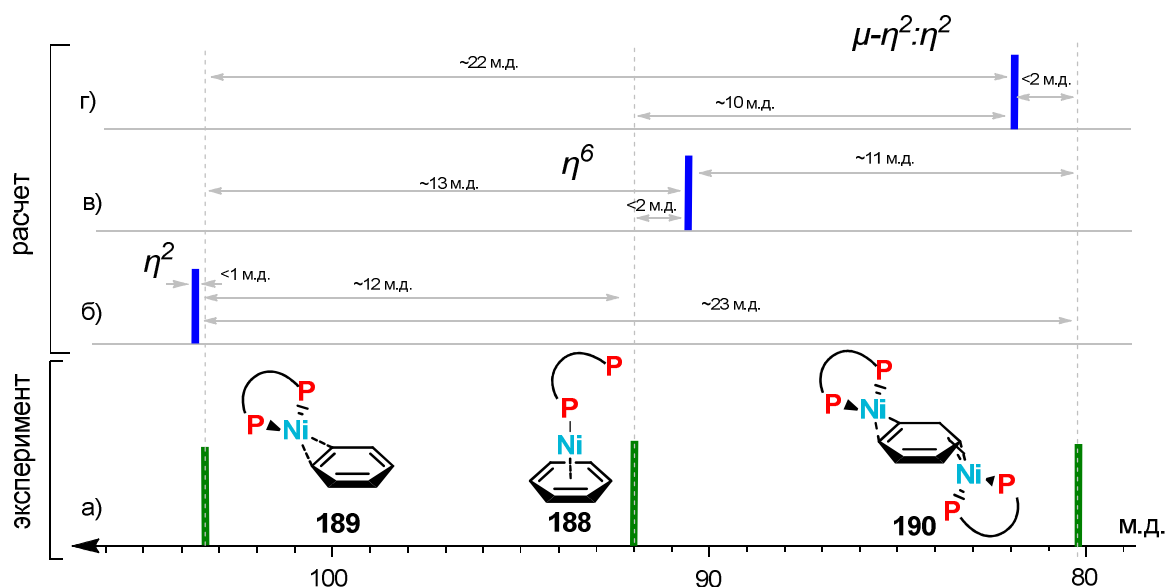 μ-η²:η²
~22 м.д.
<2 м.д.
г)
~10 м.д.
η⁶
~11 м.д.
~13 м.д.
<2 м.д.
в)
расчет
η²
<1 м.д.
~12 м.д.
~23 м.д.
б)
эксперимент
P
P
Ni
P
P
Ni
P
P
Ni
Ni
P
P
а)
189
188
190
м.д.
100
90
80